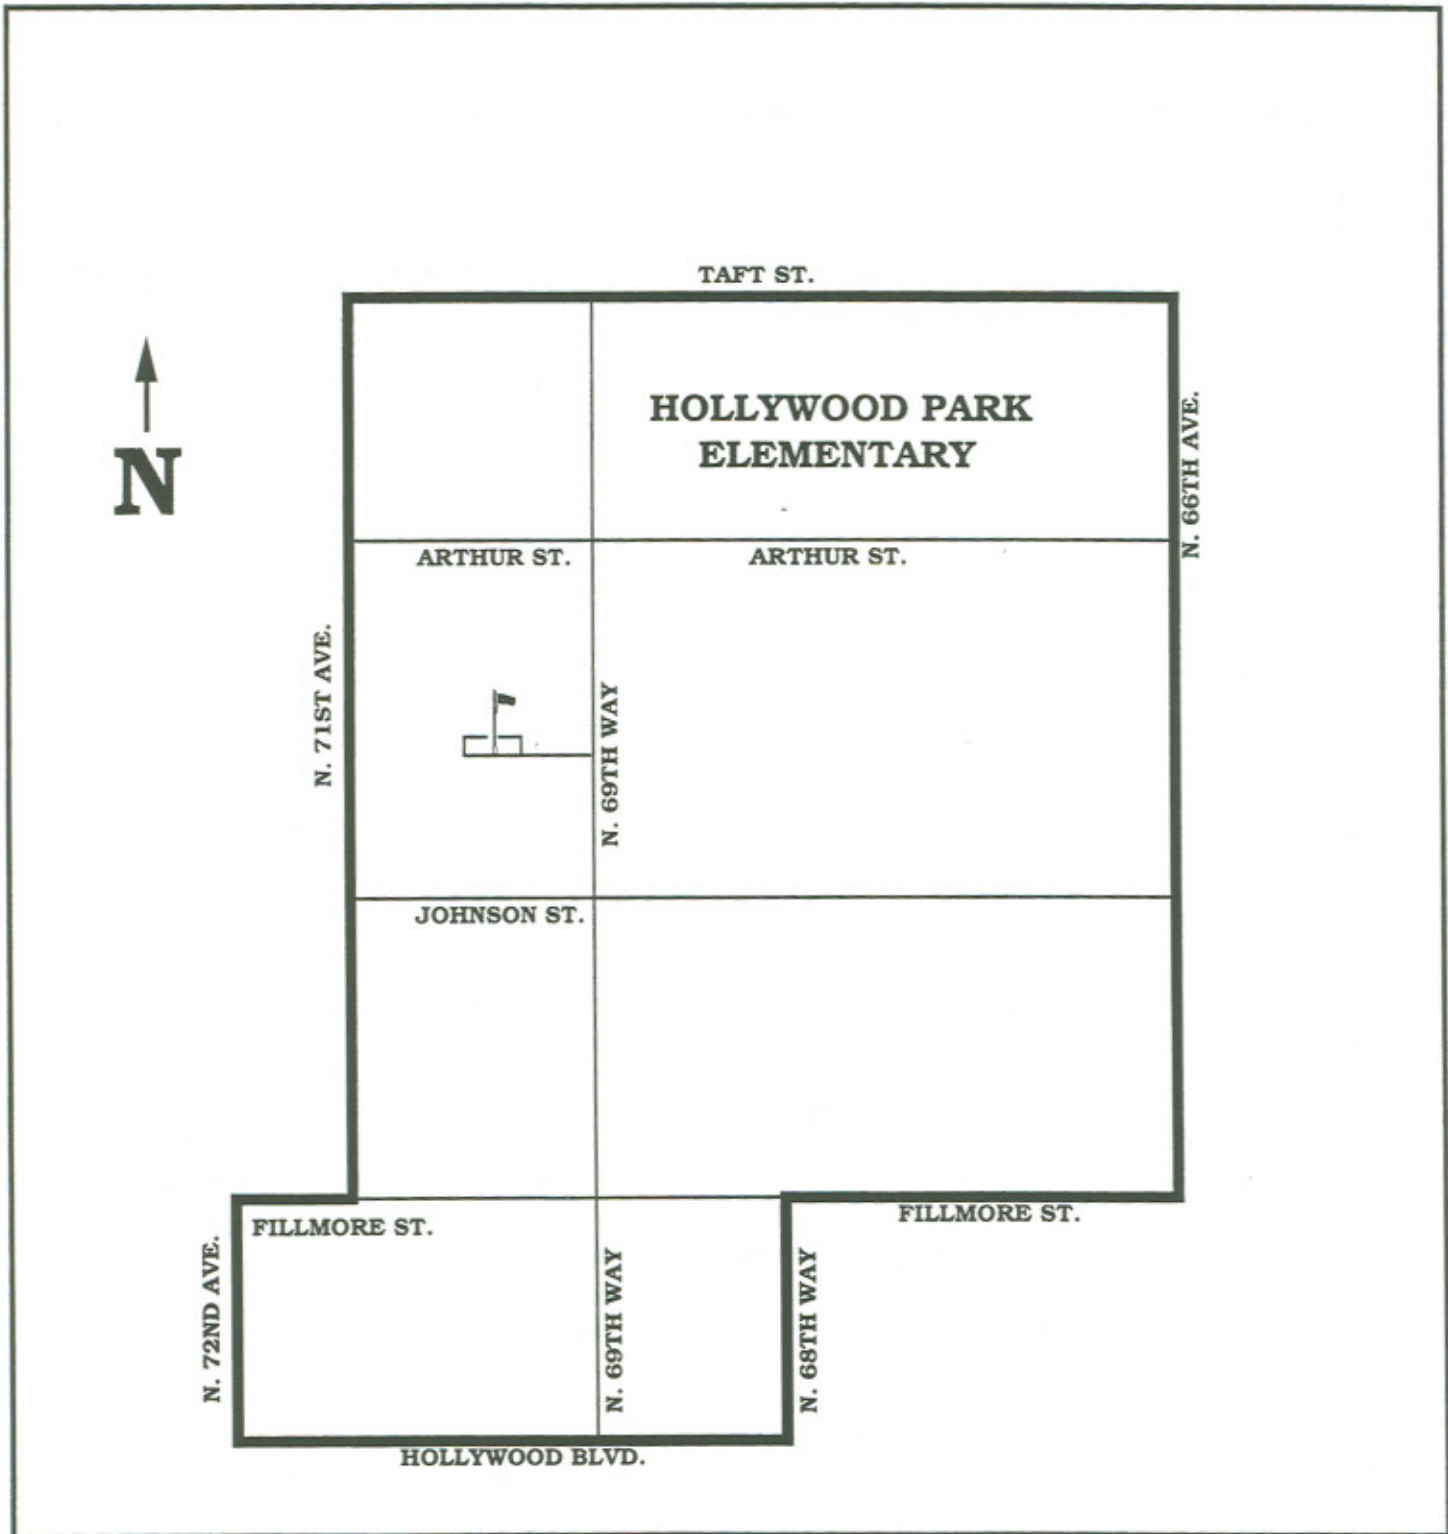 TAFT ST.
HOLLYWOOD PARK
ELEMENTARY
N. 66TH AVE.
N
ARTHUR ST.
ARTHUR ST.
N. 71ST AVE.
N. 69TH WAY
JOHNSON ST.
FILLMORE ST.
FILLMORE ST.
N. 72ND AVE.
N. 69TH WAY
N. 68TH WAY
HOLLYWOOD BLVD.